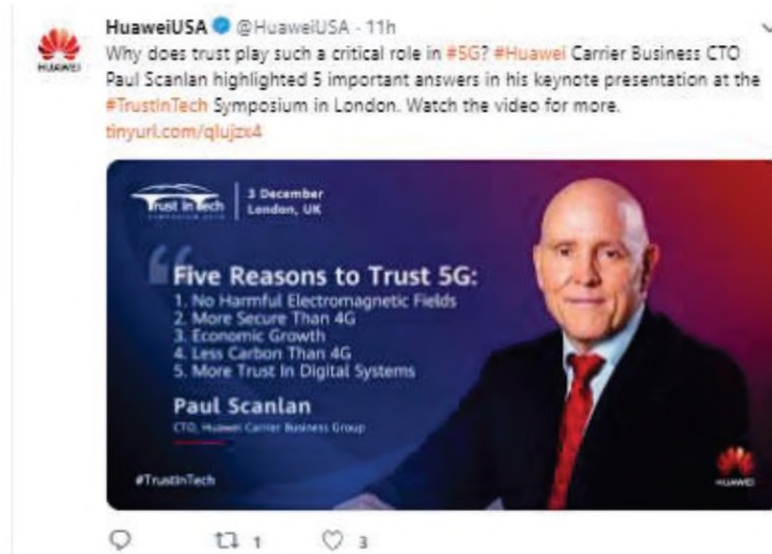 HuaweiUSA @HuaweiUSA · 11h
Why does trust play such a critical role in #5G? #Huawei Carrier Business CTO
Paul Scanlan highlighted 5 important answers in his keynote presentation at the
#TrustInTech Symposium in London. Watch the video for more.
tinyurl.com/qlujzx4
HUAWEI
Trust In Tech
3 December
London, UK
Five Reasons to Trust 5G:
1. No Harmful Electromagnetic Fields
2. More Secure Than 4G
3. Economic Growth
4. Less Carbon Than 4G
5. More Trust In Digital Systems
Paul Scanlan
CTO, Huawei Carrier Business Group
#TrustInTech
HUAWEI
1
3